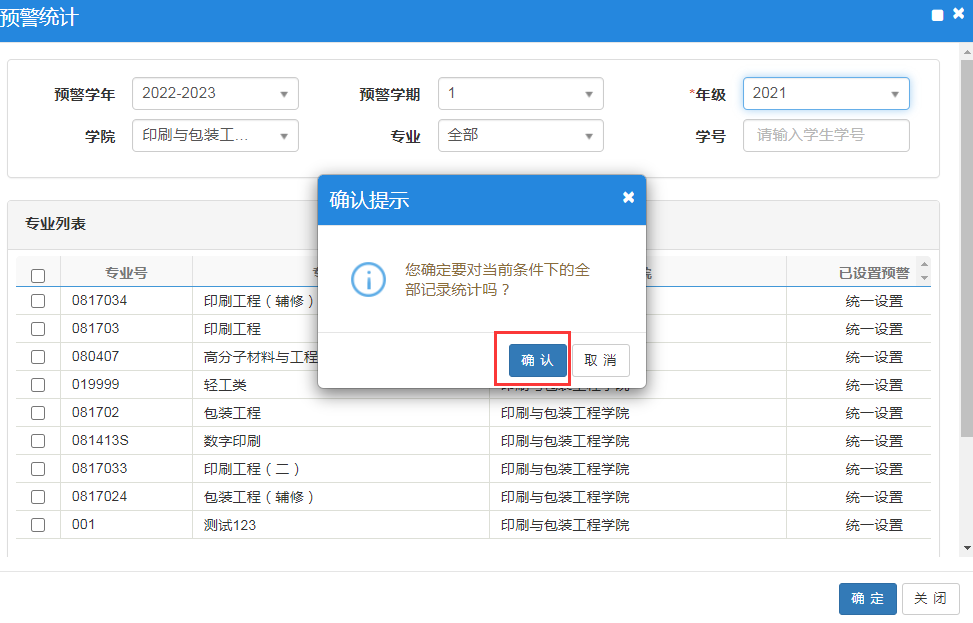 预警统计
预警学年 2022-2023 预警学期 1 *年级 2021
学院 印刷与包装工... 专业 全部 学号 请输入学生学号
确认提示
您确定要对当前条件下的全
部记录统计吗？
确 认 取 消
专业列表
专业号 已设置预警
0817034 印刷工程（辅修） 统一设置
081703 印刷工程 统一设置
080407 高分子材料与工程 统一设置
019999 轻工类 印刷与包装工程学院 统一设置
081702 包装工程 印刷与包装工程学院 统一设置
081413S 数字印刷 印刷与包装工程学院 统一设置
0817033 印刷工程（二） 印刷与包装工程学院 统一设置
0817024 包装工程（辅修） 印刷与包装工程学院 统一设置
001 测试123 印刷与包装工程学院 统一设置
确 定 关 闭